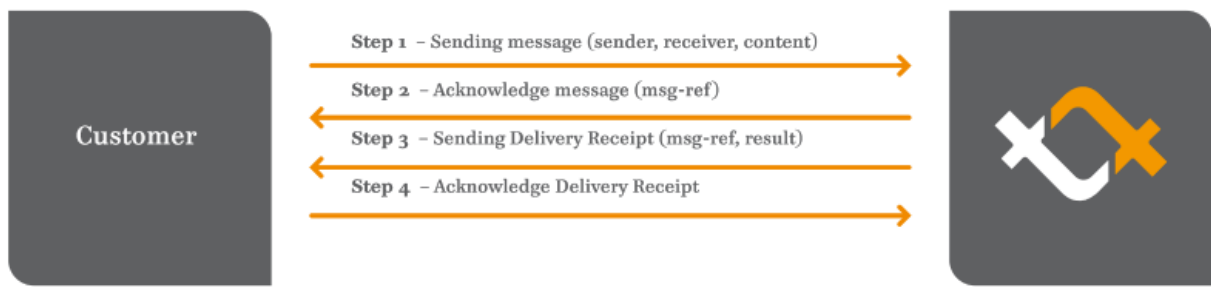 Step 1 – Sending message (sender, receiver, content)
Step 2 – Acknowledge message (msg-ref)
Customer
Step 3 – Sending Delivery Receipt (msg-ref, result)
Step 4 – Acknowledge Delivery Receipt